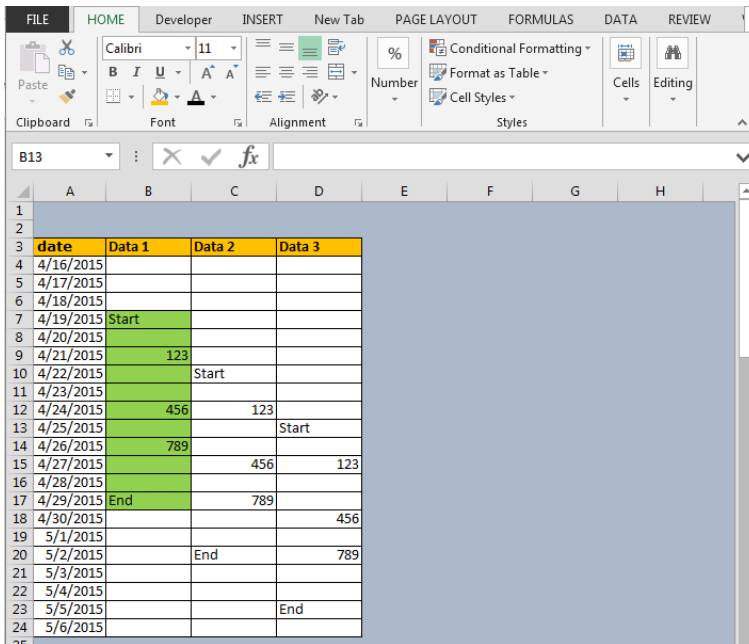 FILE HOME Developer INSERT New Tab PAGE LAYOUT FORMULAS DATA REVIEW
Calibri 11
% Conditional Formatting
Paste B I U A A Number Format as Table Cells Editing
A Cell Styles
Clipboard Font Alignment Styles
B13 fx
A B C D E F G H
1
2
3 date Data 1 Data 2 Data 3
4 4/16/2015
5 4/17/2015
6 4/18/2015
7 4/19/2015 Start
8 4/20/2015
9 4/21/2015 123
10 4/22/2015 Start
11 4/23/2015
12 4/24/2015 456 123
13 4/25/2015 Start
14 4/26/2015 789
15 4/27/2015 456 123
16 4/28/2015
17 4/29/2015 End 789
18 4/30/2015 456
19 5/1/2015
20 5/2/2015 End 789
21 5/3/2015
22 5/4/2015
23 5/5/2015 End
24 5/6/2015